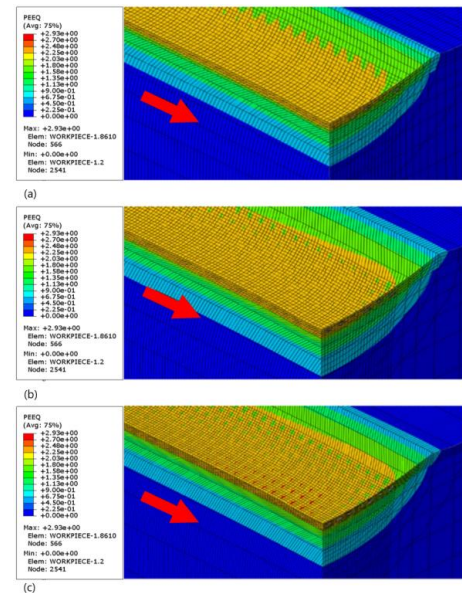 PEEQ
(Avg: 75%)
+2.93e+00
+2.70e+00
+2.48e+00
+2.25e+00
+2.03e+00
+1.80e+00
+1.58e+00
+1.35e+00
+1.13e+00
+9.00e-01
+6.75e-01
+4.50e-01
+2.25e-01
+0.00e+00
Max: +2.93e+00
Elem: WORKPIECE-1.8610
Node: 566
Min: +0.00e+00
Elem: WORKPIECE-1.2
Node: 2541
(a)
PEEQ
(Avg: 75%)
+2.93e+00
+2.70e+00
+2.48e+00
+2.25e+00
+2.03e+00
+1.80e+00
+1.58e+00
+1.35e+00
+1.13e+00
+9.00e-01
+6.75e-01
+4.50e-01
+2.25e-01
+0.00e+00
Max: +2.93e+00
Elem: WORKPIECE-1.8610
Node: 566
Min: +0.00e+00
Elem: WORKPIECE-1.2
Node: 2541
(b)
PEEQ
(Avg: 75%)
+2.93e+00
+2.70e+00
+2.48e+00
+2.25e+00
+2.03e+00
+1.80e+00
+1.58e+00
+1.35e+00
+1.13e+00
+9.00e-01
+6.75e-01
+4.50e-01
+2.25e-01
+0.00e+00
Max: +2.93e+00
Elem: WORKPIECE-1.8610
Node: 566
Min: +0.00e+00
Elem: WORKPIECE-1.2
Node: 2541
(c)